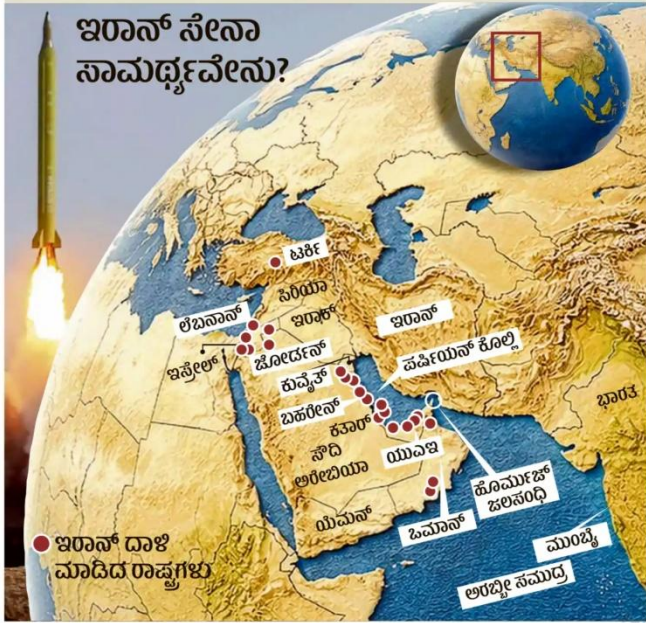 ಇರಾನ್ ಸೇನಾ
ಸಾಮರ್ಥ್ಯವೇನು?
ಟರ್ಕಿ
ಸಿರಿಯಾ
ಲೆಬನಾನ್
ಇರಾಕ್
ಇರಾನ್
ಇಸ್ರೇಲ್
ಜೋರ್ಡನ್
ಪರ್ಷಿಯನ್ ಕೊಲ್ಲಿ
ಕುವೈತ್
ಬಹರೇನ್
ಭಾರತ
ಕತಾರ್
ಸೌದಿ
ಅರೇಬಿಯಾ
ಯುಎಇ
ಹೊರ್ಮುಜ್
ಜಲಸಂಧಿ
ಯೆಮನ್
ಒಮಾನ್
ಮುಂಬೈ
ಅರಬ್ಬೀ ಸಮುದ್ರ
ಇರಾನ್ ದಾಳಿ
ಮಾಡಿದ ರಾಷ್ಟ್ರಗಳು